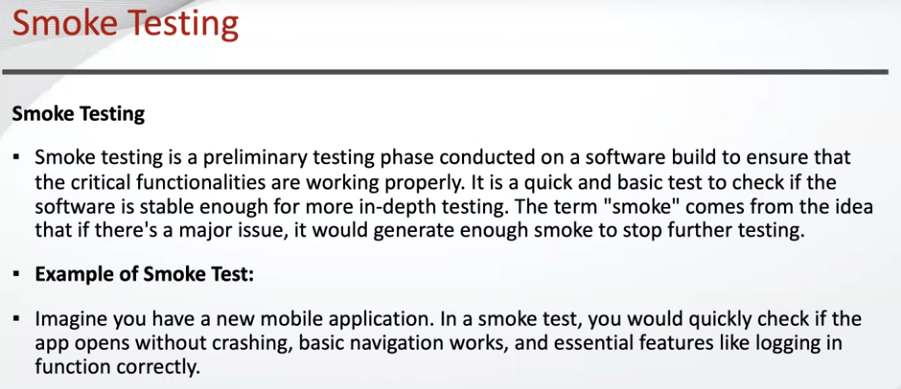 Smoke Testing
Smoke Testing
▪ Smoke testing is a preliminary testing phase conducted on a software build to ensure that
the critical functionalities are working properly. It is a quick and basic test to check if the
software is stable enough for more in-depth testing. The term "smoke" comes from the idea
that if there's a major issue, it would generate enough smoke to stop further testing.
▪ Example of Smoke Test:
▪ Imagine you have a new mobile application. In a smoke test, you would quickly check if the
app opens without crashing, basic navigation works, and essential features like logging in
function correctly.